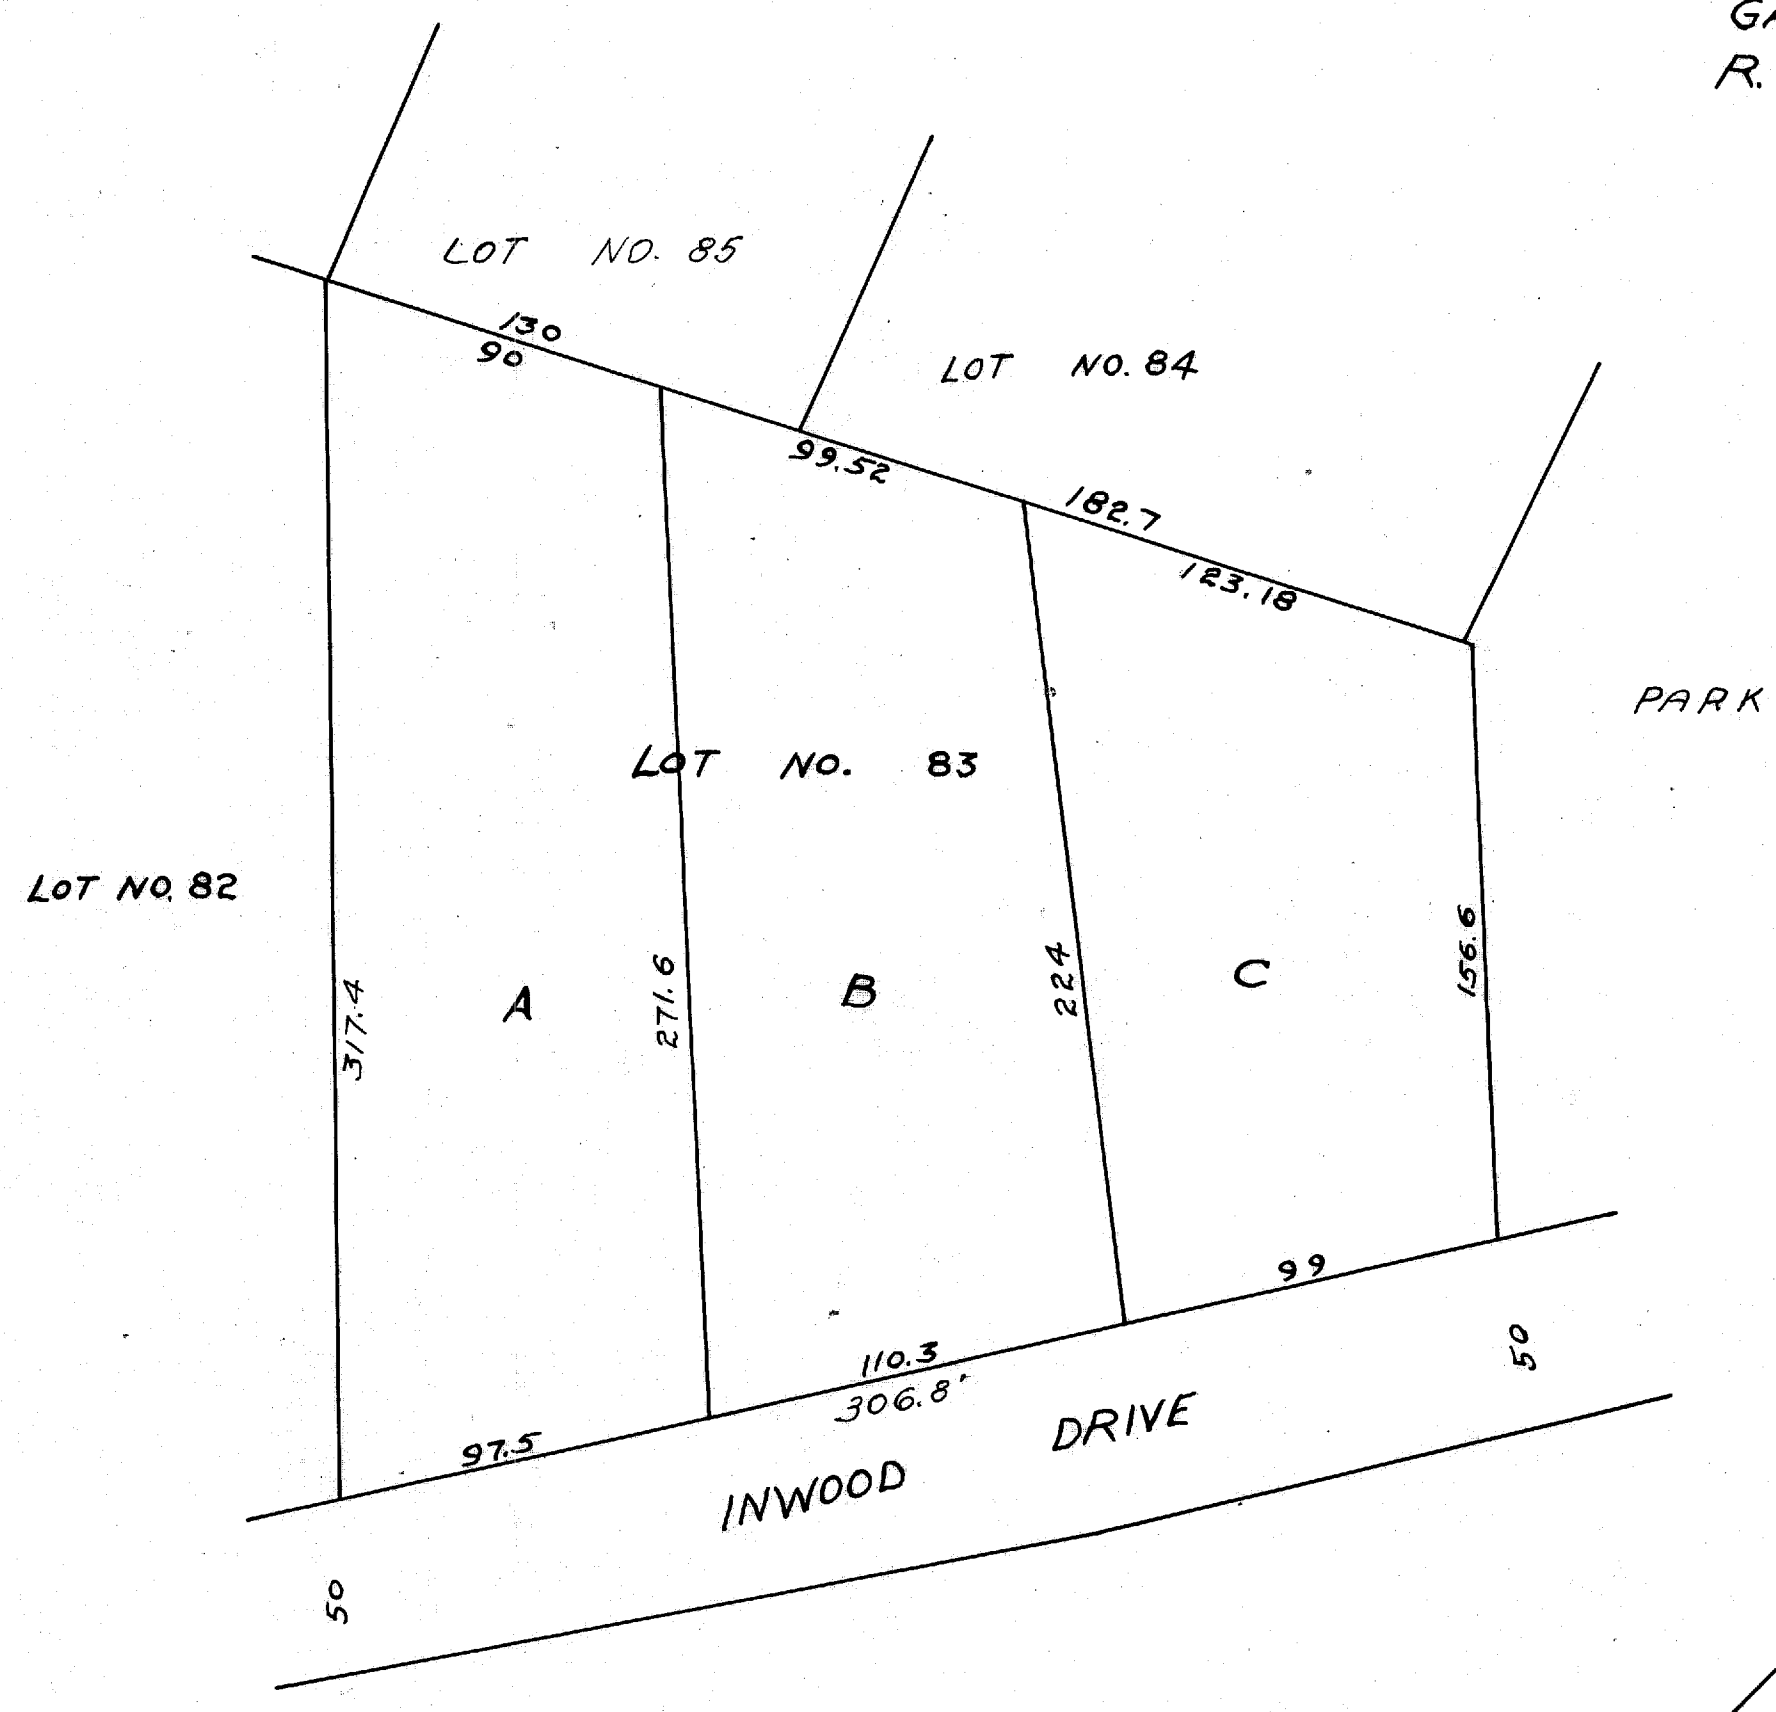 GA
R.
LOT NO. 85
130
90
LOT NO. 84
99.52
182.7
123.18
PARK
LOT NO. 83
LOT NO. 82
317.4
A
271.6
B
224
C
156.6
99
110.3
306.8'
97.5
50
INWOOD DRIVE
50